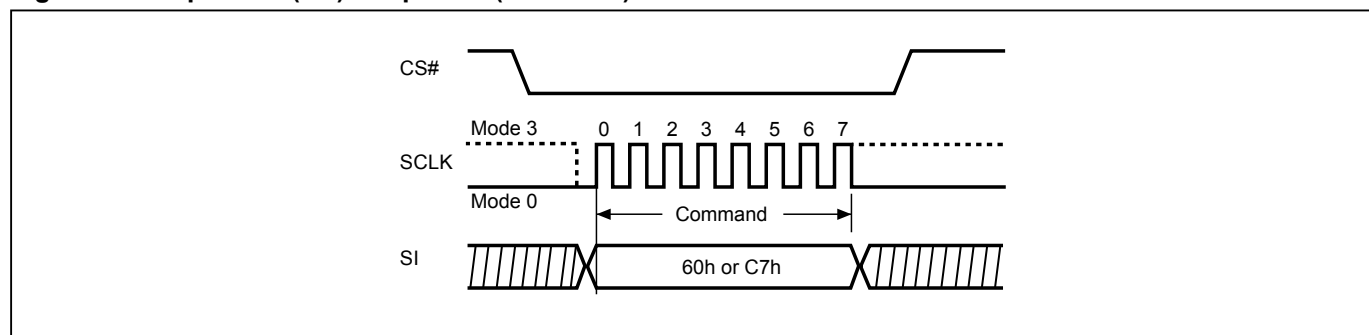 CS#
Mode 3
0 1 2 3 4 5 6 7
SCLK
Mode 0
Command
SI
60h or C7h